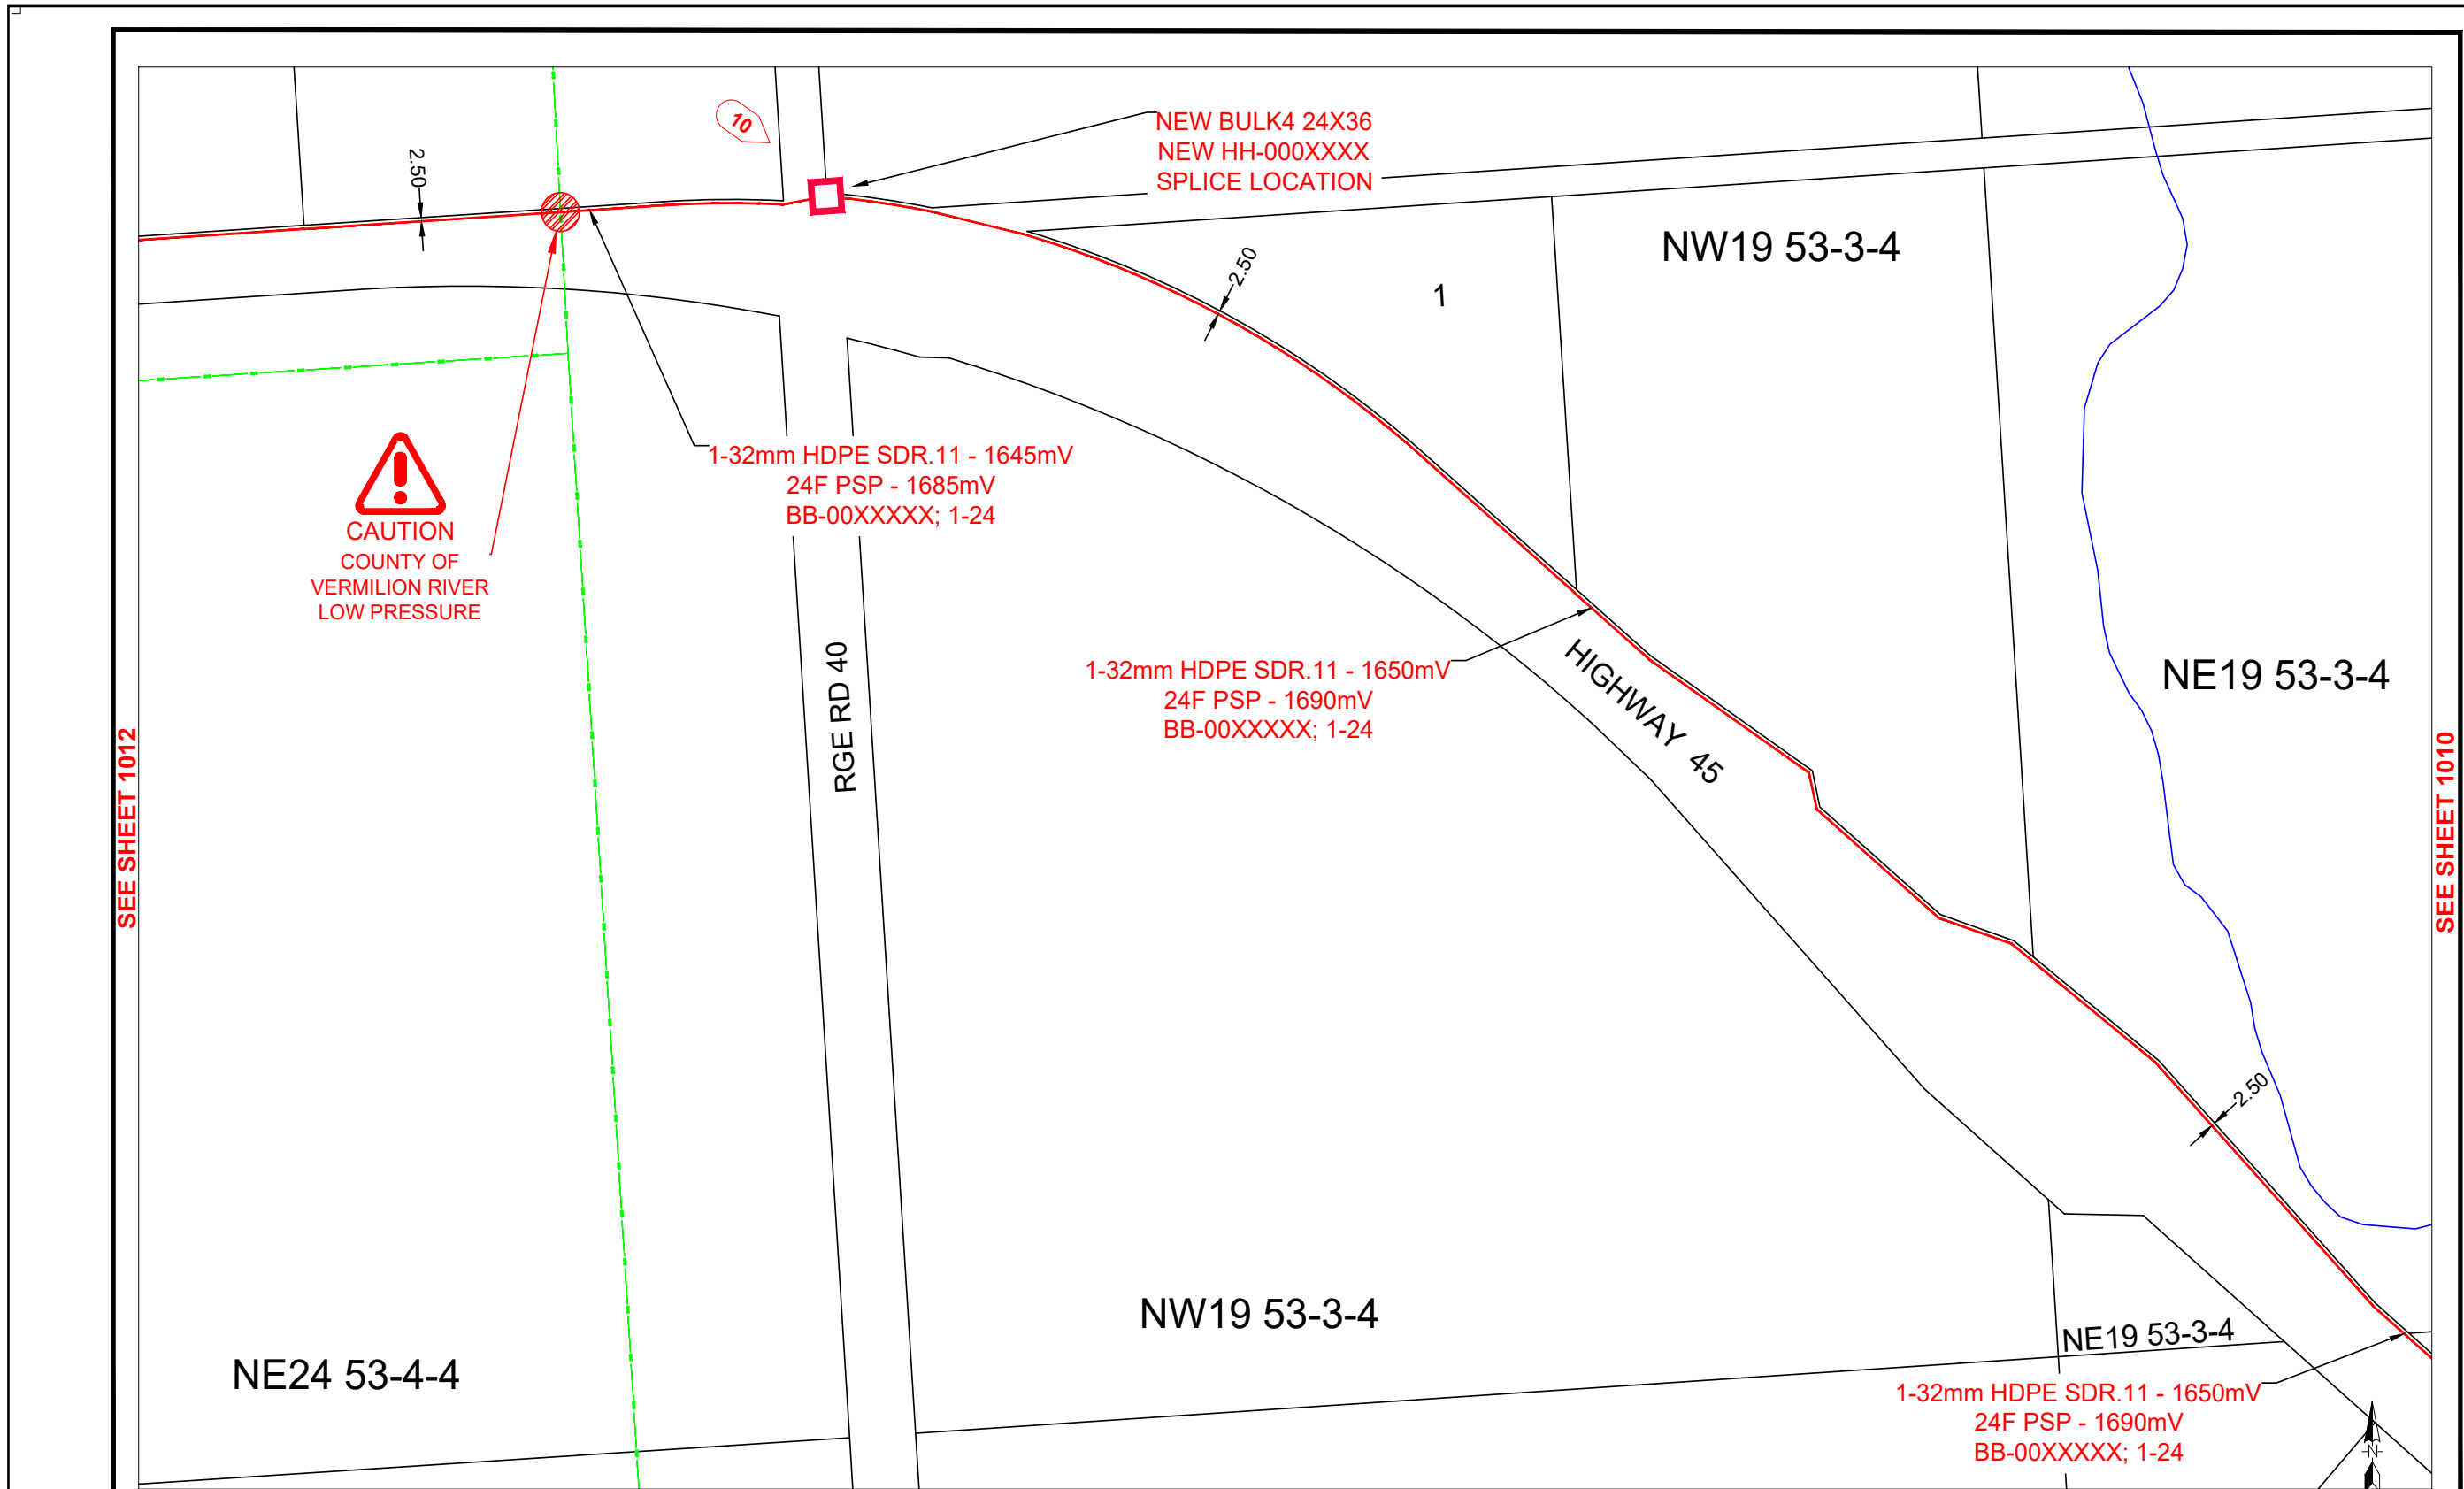 10
NEW BULK4 24X36
NEW HH-000XXXX
SPLICE LOCATION
2.50
NW19 53-3-4
2.50
1
1-32mm HDPE SDR.11 - 1645mV
24F PSP - 1685mV
BB-00XXXXX; 1-24
CAUTION
COUNTY OF
VERMILION RIVER
LOW PRESSURE
RGE RD 40
1-32mm HDPE SDR.11 - 1650mV
24F PSP - 1690mV
BB-00XXXXX; 1-24
HIGHWAY 45
NE19 53-3-4
SEE SHEET 1012
SEE SHEET 1010
2.50
NW19 53-3-4
NE19 53-3-4
NE24 53-4-4
1-32mm HDPE SDR.11 - 1650mV
24F PSP - 1690mV
BB-00XXXXX; 1-24
N